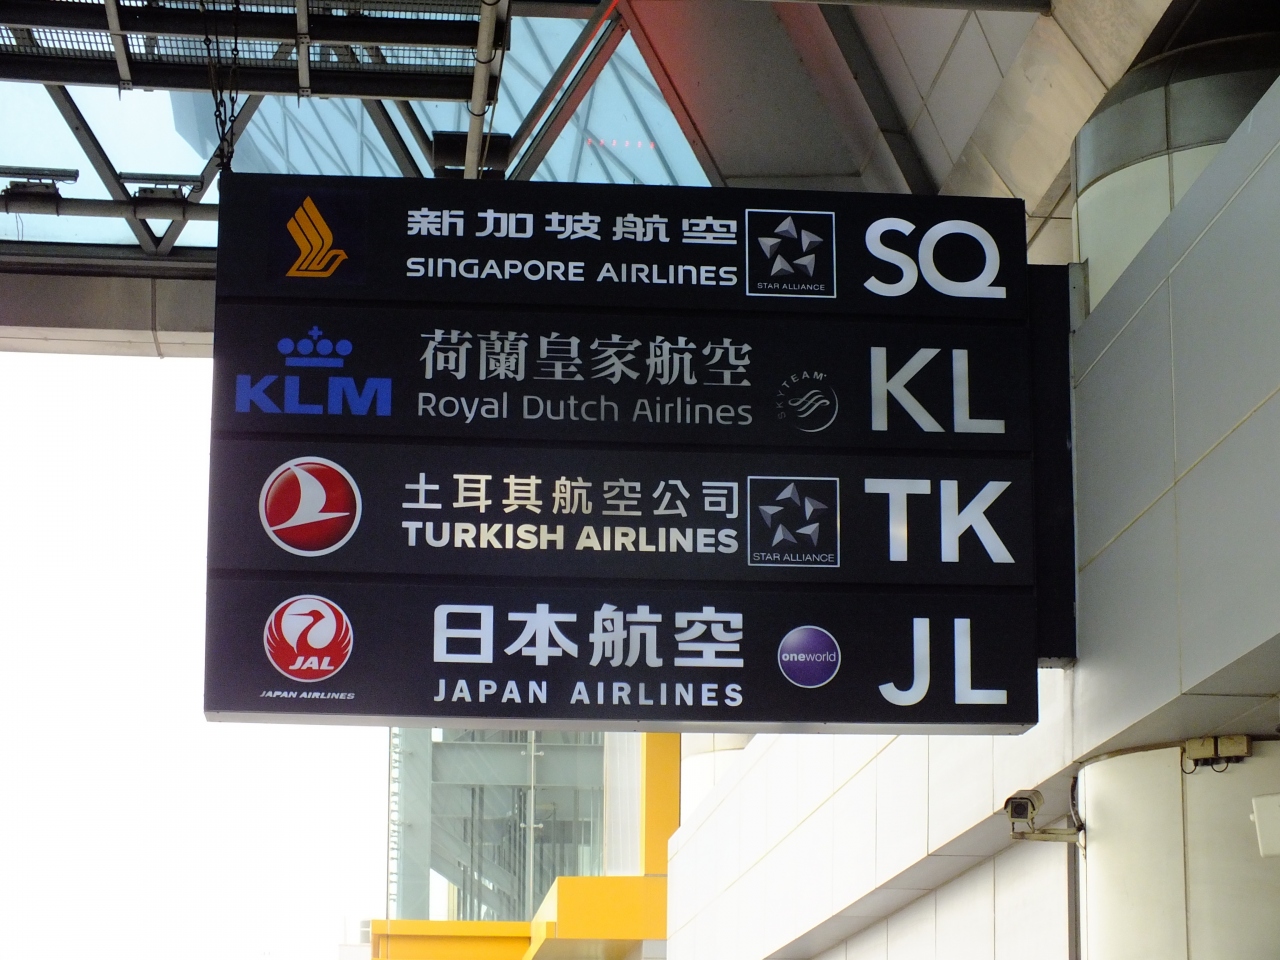 新加坡航空
SINGAPORE AIRLINES
STAR ALLIANCE
SQ
KLM
荷蘭皇家航空
Royal Dutch Airlines
SKYTEAM
KL
土耳其航空公司
TURKISH AIRLINES
STAR ALLIANCE
TK
JAL
JAPAN AIRLINES
日本航空
JAPAN AIRLINES
oneworld
JL